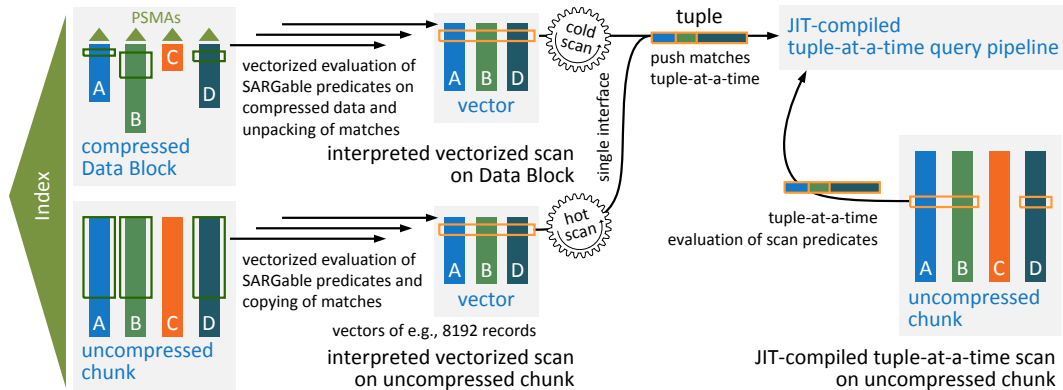 PSMAs
A
B
C
D
compressed
Data Block
Index
vectorized evaluation of
SARGable predicates on
compressed data and
unpacking of matches
A
B
D
vector
interpreted vectorized scan
on Data Block
cold
scan
single interface
tuple
push matches
tuple-at-a-time
JIT-compiled
tuple-at-a-time query pipeline
A
B
C
D
uncompressed
chunk
vectorized evaluation of
SARGable predicates and
copying of matches
A
B
D
vector
vectors of e.g., 8192 records
interpreted vectorized scan
on uncompressed chunk
hot
scan
tuple-at-a-time
evaluation of scan predicates
A
B
C
D
uncompressed
chunk
JIT-compiled tuple-at-a-time scan
on uncompressed chunk